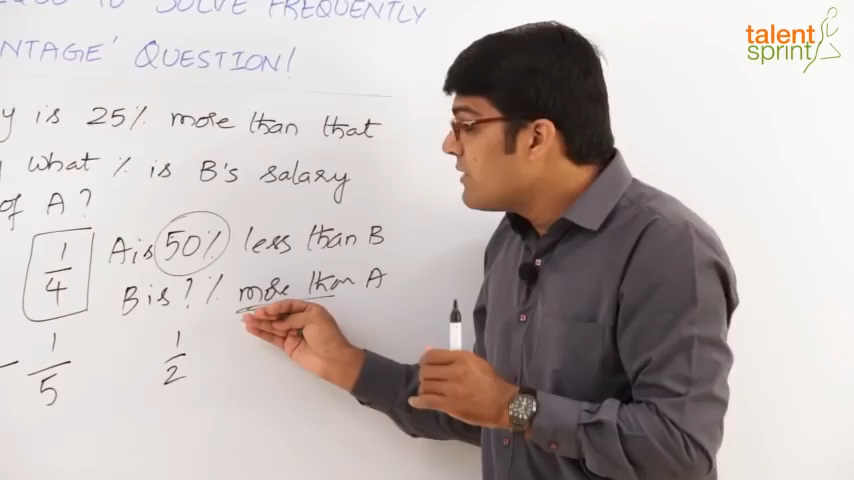 TO SOLVE FREQUENTLY
NTAGE' QUESTION!
y is 25% more than that
what % is B's salary
of A?
1/4
A is 50% less than B
B is ? % more than A
- 1/5
1/2
talent
sprint